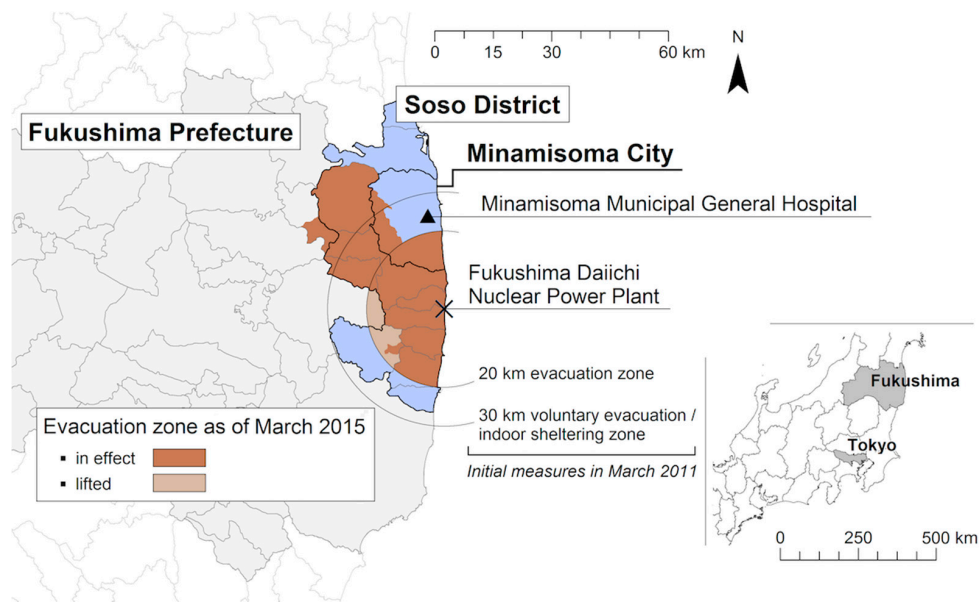 0 15 30 60 km
N
Soso District
Fukushima Prefecture
Minamisoma City
Minamisoma Municipal General Hospital
Fukushima Daiichi
Nuclear Power Plant
20 km evacuation zone
30 km voluntary evacuation /
indoor sheltering zone
Initial measures in March 2011
Evacuation zone as of March 2015
in effect
lifted
Fukushima
Tokyo
0 250 500 km